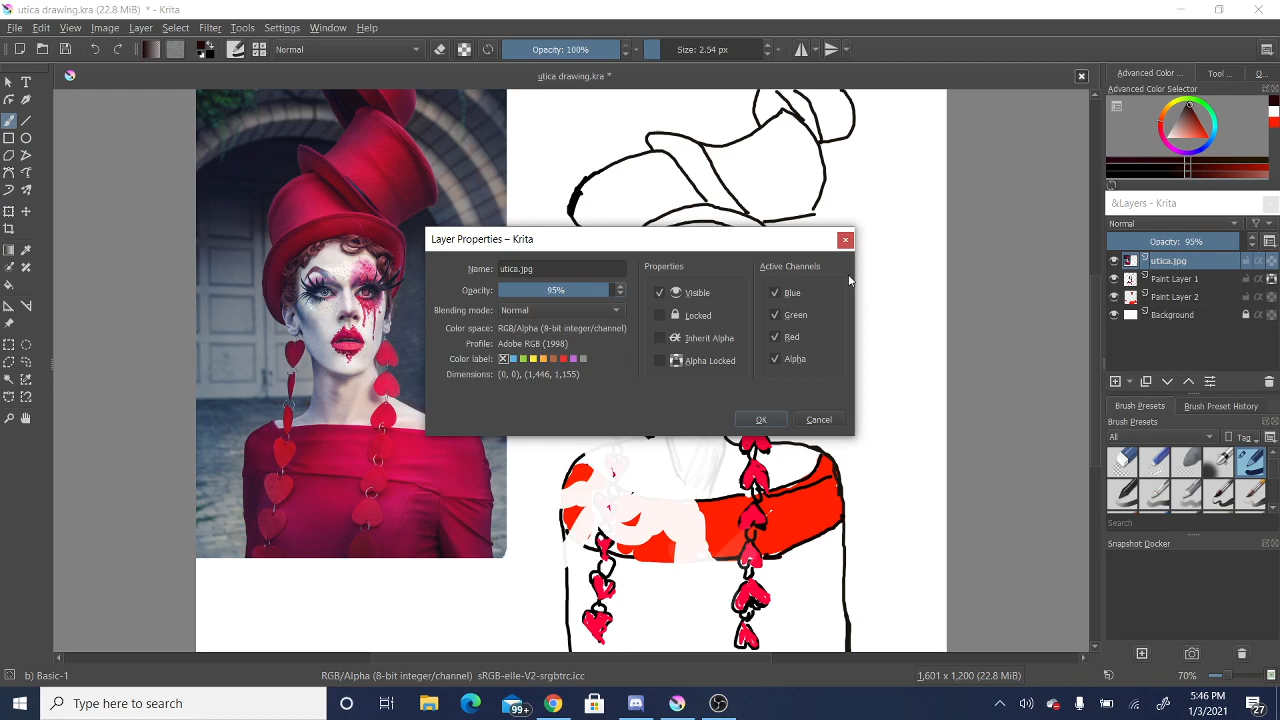 utica drawing.kra (22.8 MiB) * - Krita
File Edit View Image Layer Select Filter Tools Settings Window Help
Normal Opacity: 100% Size: 2.54 px
utica drawing.kra *
Advanced Color ... Tool ... O...
Advanced Color Selector
&Layers - Krita
Normal
Opacity: 95%
utica.jpg
Paint Layer 1
Paint Layer 2
Background
Layer Properties – Krita
Name: utica.jpg
Opacity: 95%
Blending mode: Normal
Color space: RGB/Alpha (8-bit integer/channel)
Profile: Adobe RGB (1998)
Color label:
Dimensions: (0, 0), (1,446, 1,155)
Properties
Visible
Locked
Inherit Alpha
Alpha Locked
Active Channels
Blue
Green
Red
Alpha
OK Cancel
Brush Presets Brush Preset History
Brush Presets
All Tag
Search
Snapshot Docker
b) Basic-1 RGB/Alpha (8-bit integer/channel) sRGB-elle-V2-srgbtrc.icc 1,601 x 1,200 (22.8 MiB) 70%
Type here to search
99+
5:46 PM
1/3/2021
27